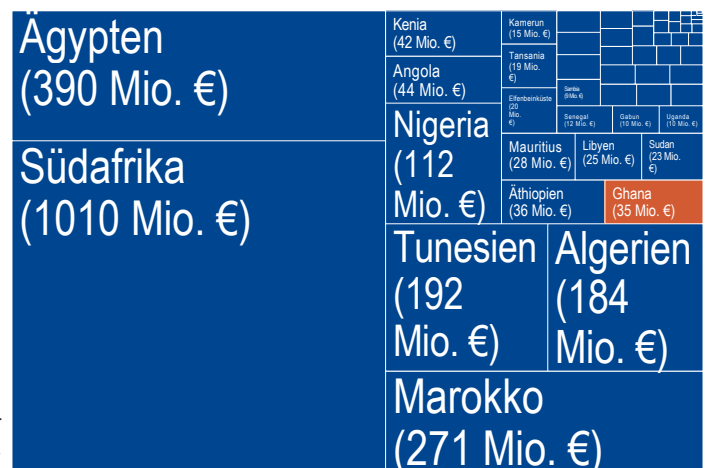 Ägypten
(390 Mio. €)
Südafrika
(1010 Mio. €)
Kenia
(42 Mio. €)
Angola
(44 Mio. €)
Nigeria
(112
Mio. €)
Kamerun
(15 Mio. €)
Tansania
(19 Mio.
€)
Elfenbeinküste
(20
Mio.
€)
Sambia
(9 Mio. €)
Senegal
(12 Mio. €)
Gabun
(10 Mio. €)
Uganda
(10 Mio. €)
Mauritius
(28 Mio. €)
Libyen
(25 Mio. €)
Sudan
(23 Mio.
€)
Äthiopien
(36 Mio. €)
Ghana
(35 Mio. €)
Tunesien
(192
Mio. €)
Algerien
(184
Mio. €)
Marokko
(271 Mio. €)